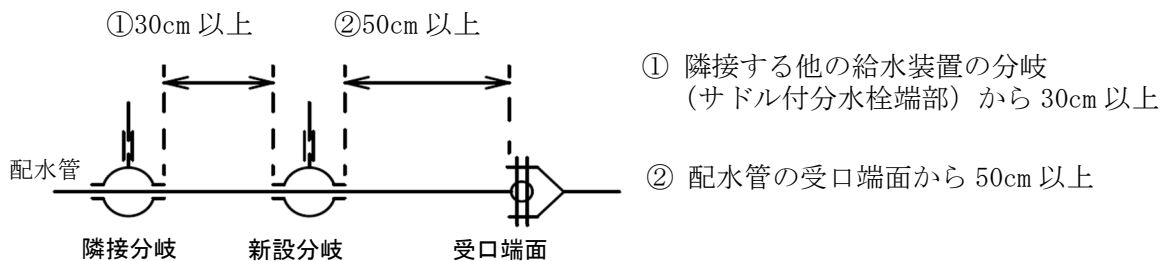 ①30cm 以上
②50cm 以上
① 隣接する他の給水装置の分岐
（サドル付分水栓端部）から 30cm 以上
配水管
② 配水管の受口端面から 50cm 以上
隣接分岐
新設分岐
受口端面